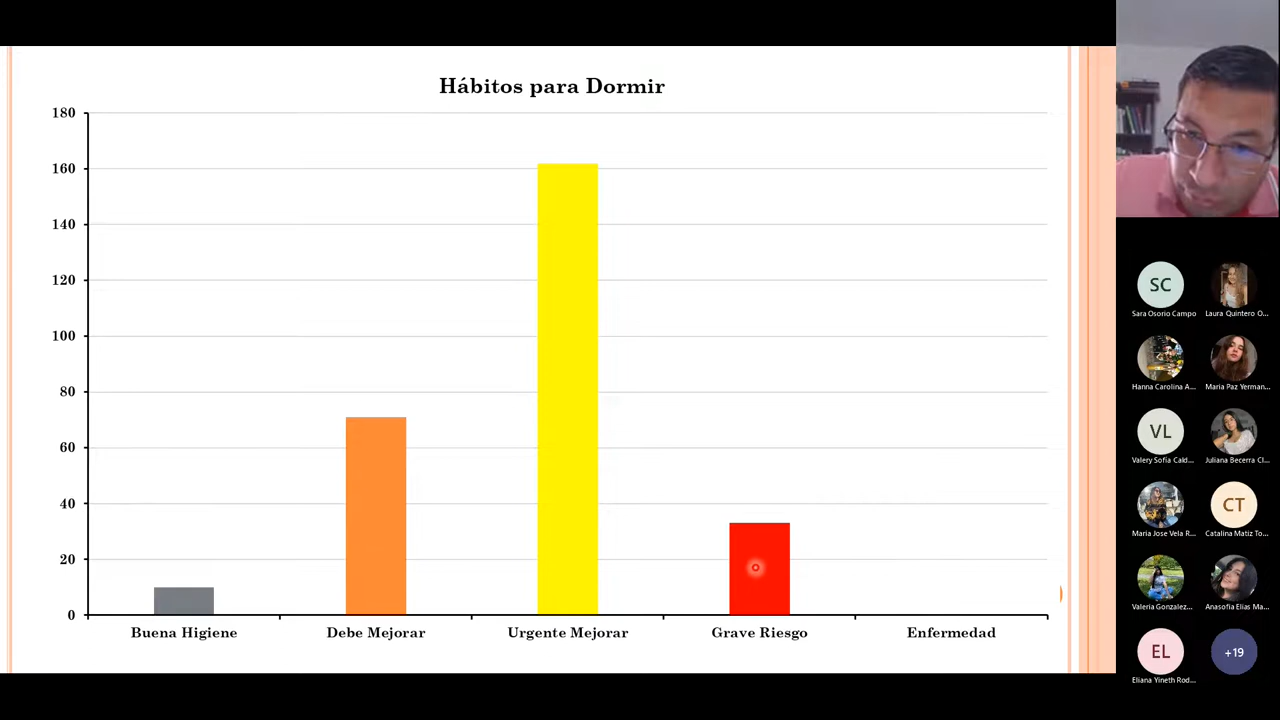 Hábitos para Dormir
180
160
140
120
100
80
60
40
20
0
Buena Higiene
Debe Mejorar
Urgente Mejorar
Grave Riesgo
Enfermedad
SC
Sara Osorio Campo
Laura Quintero O...
Hanna Carolina A...
Maria Paz Yerman...
VL
Valery Sofía Cald...
Juliana Becerra Cl...
Maria Jose Vela R...
CT
Catalina Matiz To...
Valeria Gonzalez...
Anasofia Elias Ma...
EL
Eliana Yineth Rod...
+19